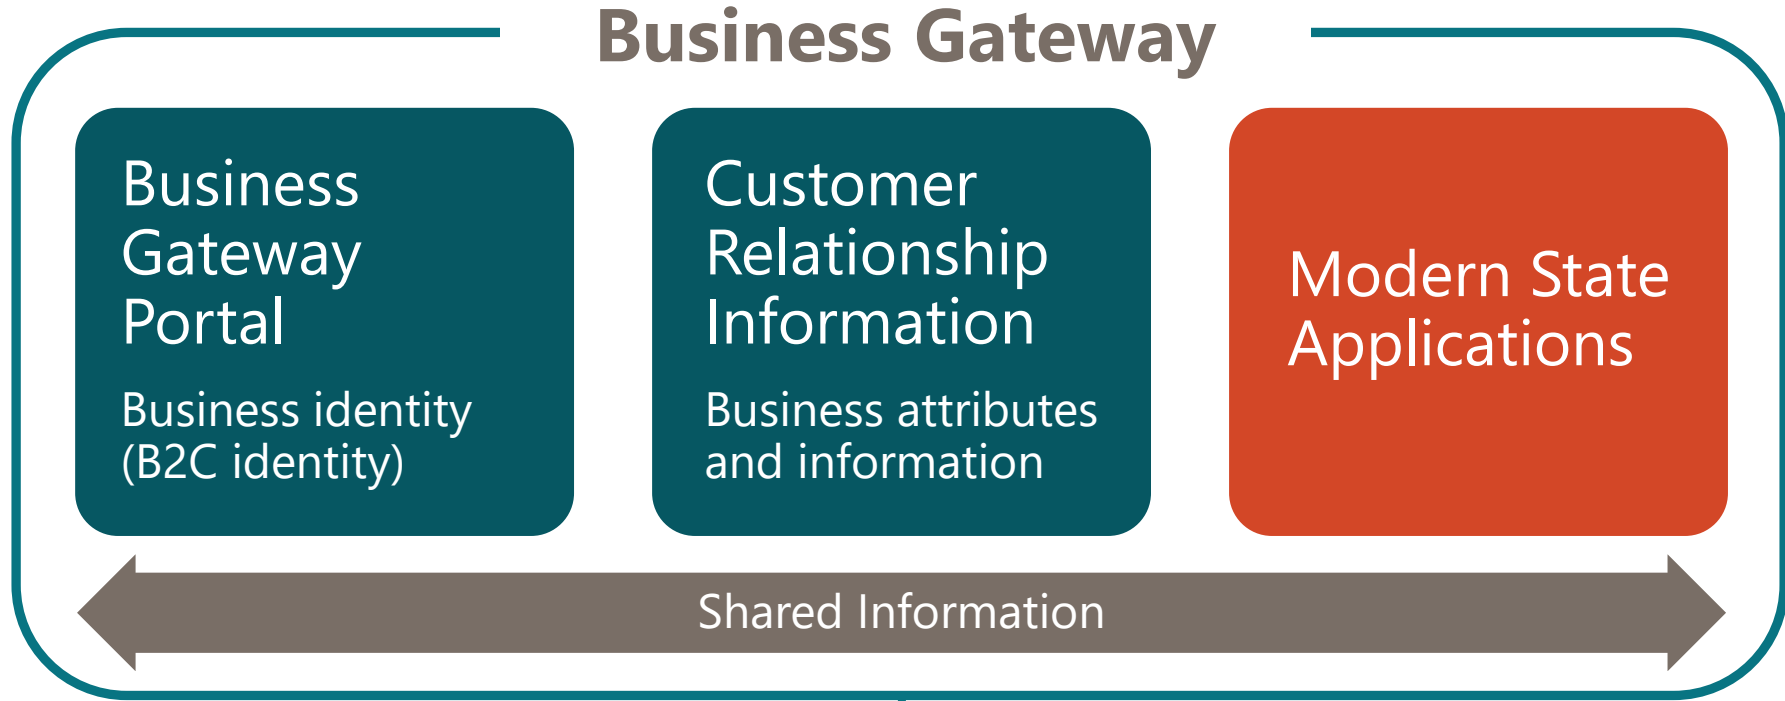 Business Gateway
Business
Gateway
Portal
Business identity
(B2C identity)
Customer
Relationship
Information
Business attributes
and information
Modern State
Applications
Shared Information